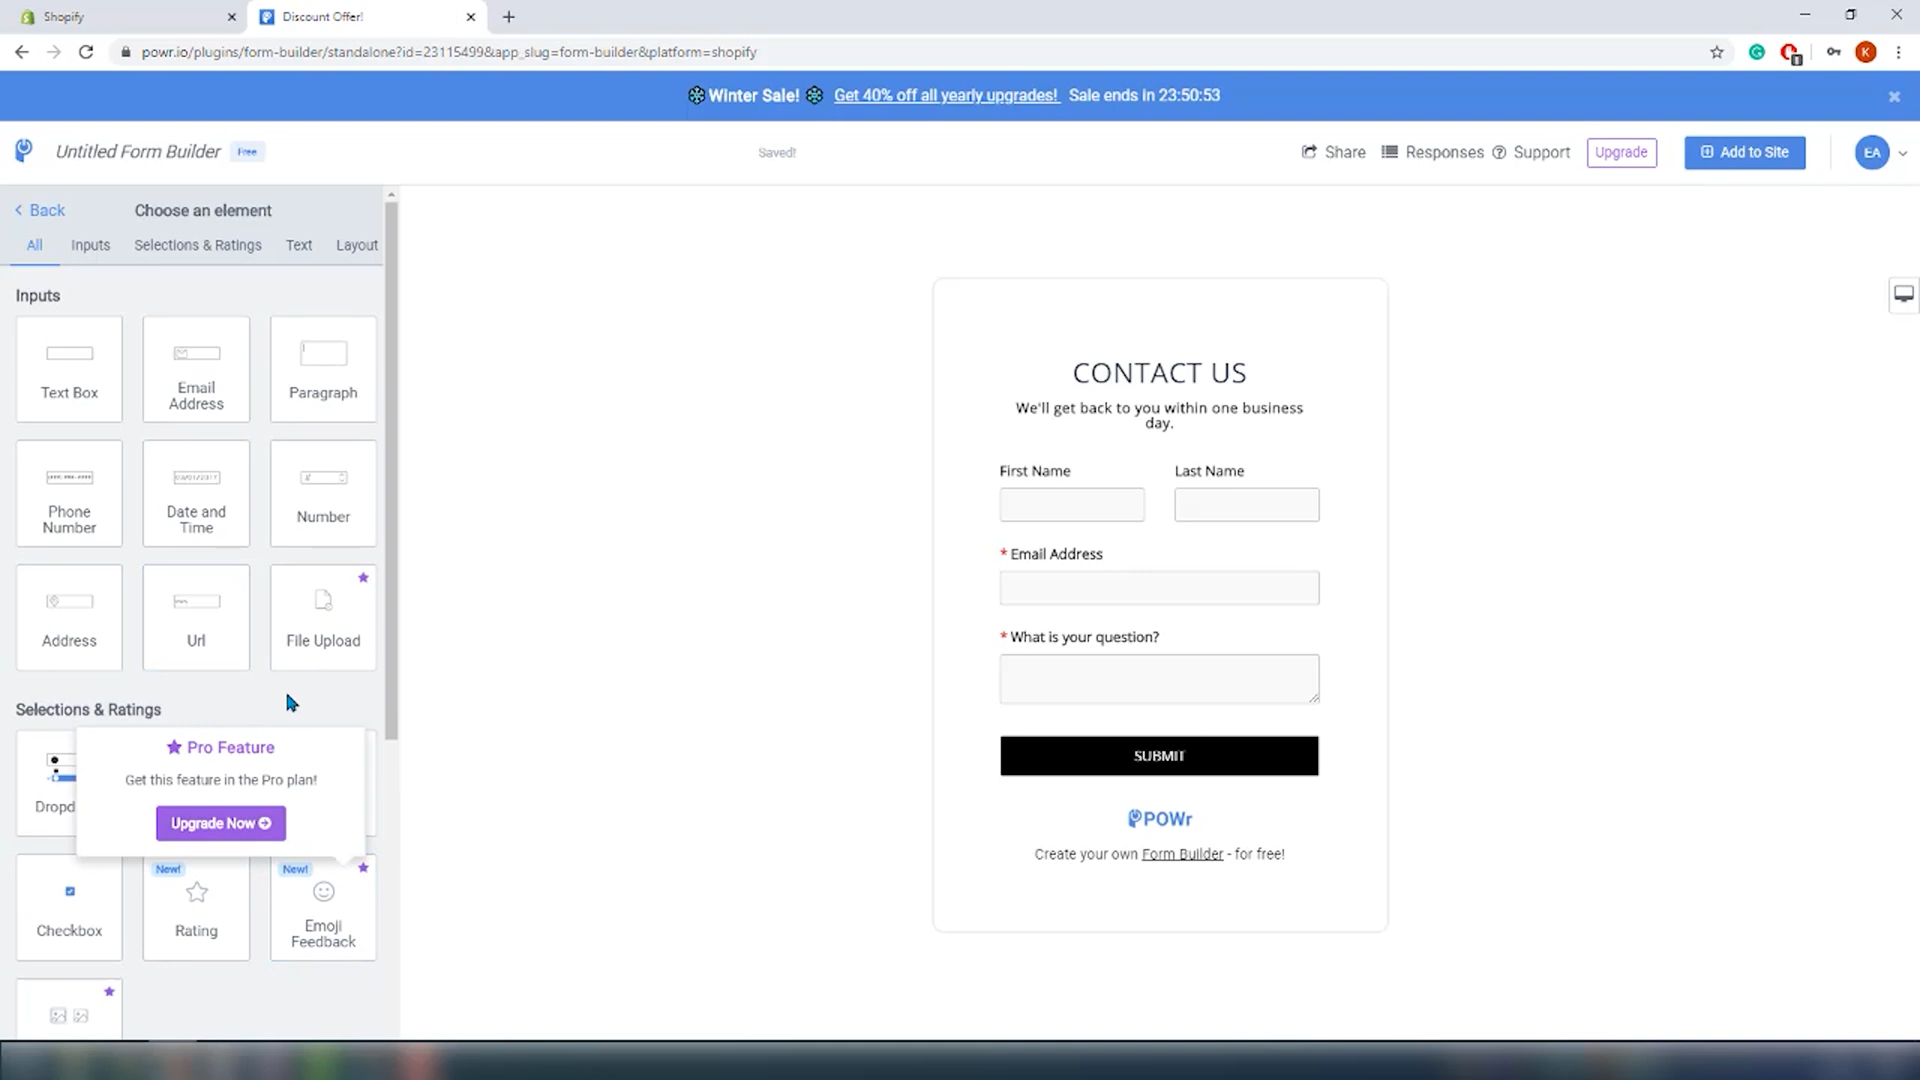 Shopify
Discount Offer!
powr.io/plugins/form-builder/standalone?id=23115499&app_slug=form-builder&platform=shopify
K
Winter Sale! Get 40% off all yearly upgrades! Sale ends in 23:50:53
Untitled Form Builder Free
Saved!
Share Responses Support Upgrade Add to Site EA
Back Choose an element
All Inputs Selections & Ratings Text Layout
Inputs
Text Box
Email
Address
Paragraph
Phone
Number
Date and
Time
Number
Address
Url
File Upload
Selections & Ratings
Pro Feature
Get this feature in the Pro plan!
Upgrade Now
Dropd
Checkbox
New!
Rating
New!
Emoji
Feedback
CONTACT US
We'll get back to you within one business
day.
First Name Last Name
* Email Address
* What is your question?
SUBMIT
POWr
Create your own Form Builder - for free!